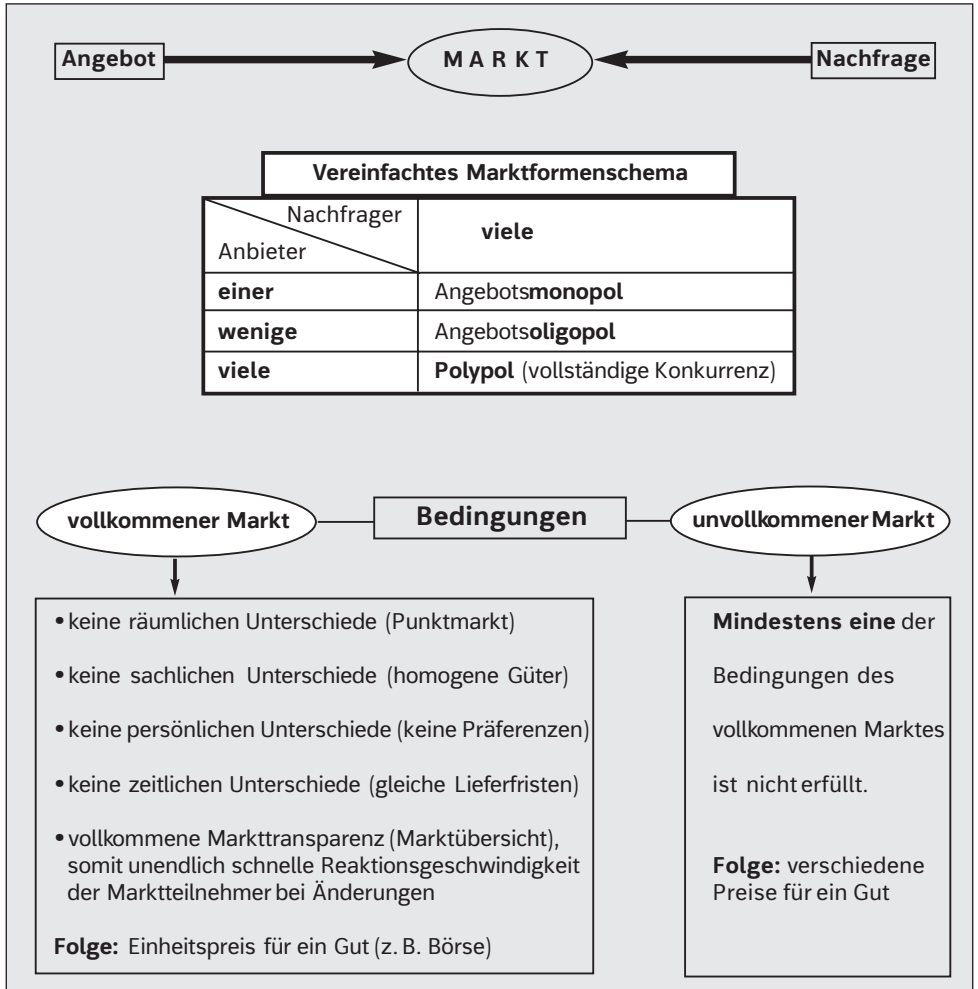 Angebot
M A R K T
Nachfrage
Vereinfachtes Marktformenschema
Nachfrager
Anbieter
viele
einer
Angebotsmonopol
wenige
Angebotsoligopol
viele
Polypol (vollständige Konkurrenz)
vollkommener Markt
Bedingungen
unvollkommener Markt
• keine räumlichen Unterschiede (Punktmarkt)
• keine sachlichen Unterschiede (homogene Güter)
• keine persönlichen Unterschiede (keine Präferenzen)
• keine zeitlichen Unterschiede (gleiche Lieferfristen)
• vollkommene Markttransparenz (Marktübersicht),
somit unendlich schnelle Reaktionsgeschwindigkeit
der Marktteilnehmer bei Änderungen
Folge: Einheitspreis für ein Gut (z. B. Börse)
Mindestens eine der
Bedingungen des
vollkommenen Marktes
ist nicht erfüllt.
Folge: verschiedene
Preise für ein Gut